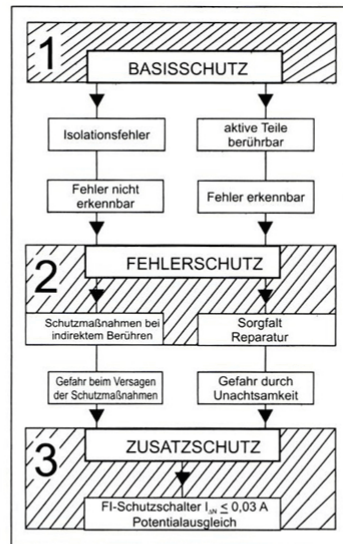 1
BASISSCHUTZ
Isolationsfehler
aktive Teile
berührbar
Fehler nicht
erkennbar
Fehler erkennbar
2
FEHLERSCHUTZ
Schutzmaßnahmen bei
indirektem Berühren
Sorgfalt
Reparatur
Gefahr beim Versagen
der Schutzmaßnahmen
Gefahr durch
Unachtsamkeit
3
ZUSATZSCHUTZ
FI-Schutzschalter I∆N ≤ 0,03 A
Potentialausgleich